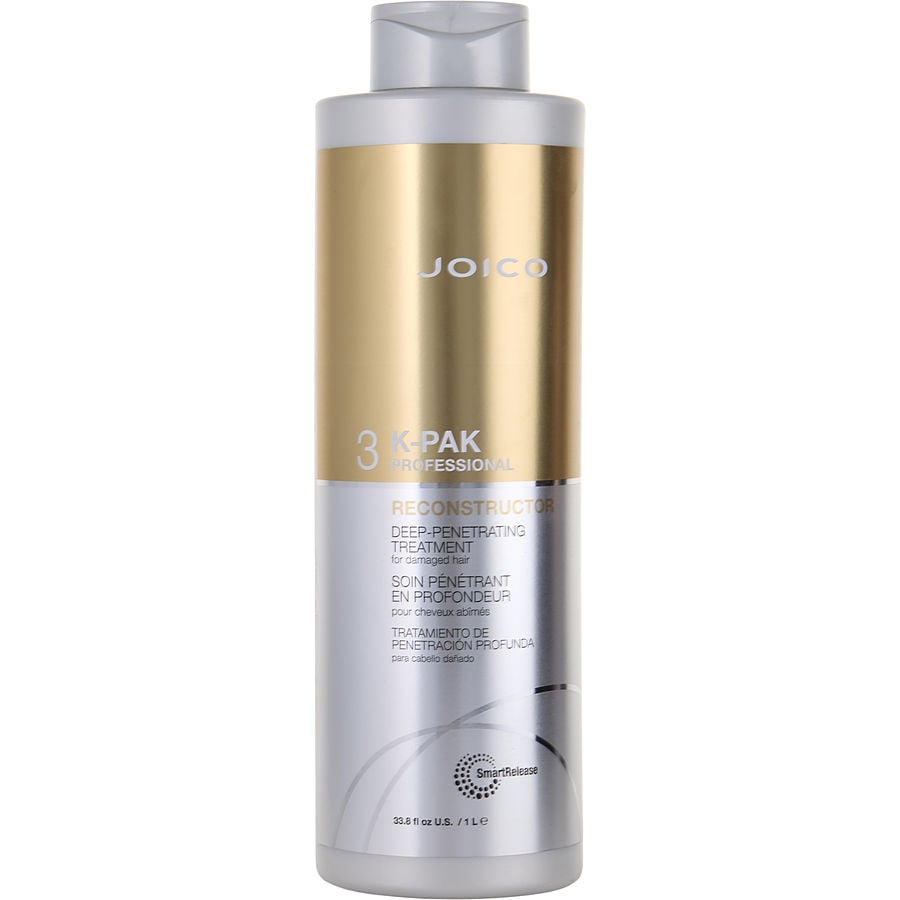 JOICO
3 K-PAK
PROFESSIONAL
RECONSTRUCTOR
DEEP-PENETRATING
TREATMENT
for damaged hair
SOIN PÉNÉTRANT
EN PROFONDEUR
pour cheveux abîmés
TRATAMIENTO DE
PENETRACIÓN PROFUNDA
para cabello dañado
SmartRelease
33.8 fl oz U.S. / 1 L ℮